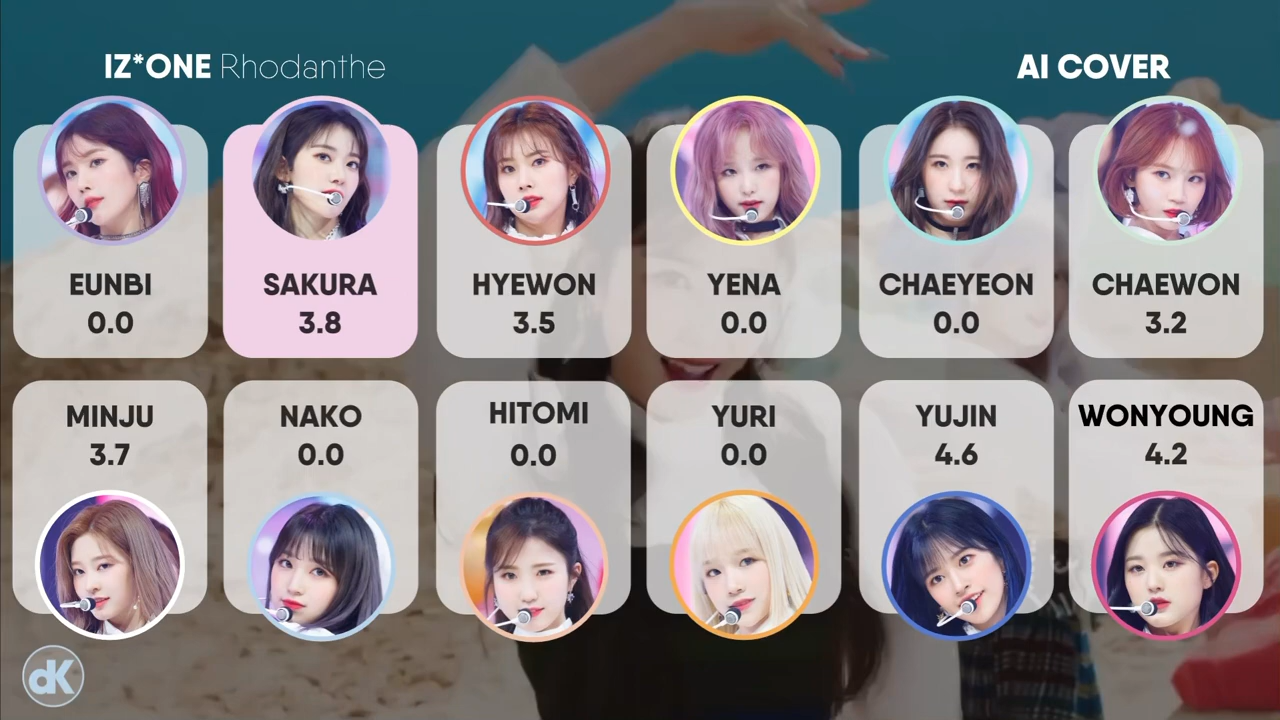 IZ*ONE Rhodanthe
AI COVER
EUNBI
0.0
SAKURA
3.8
HYEWON
3.5
YENA
0.0
CHAEYEON
0.0
CHAEWON
3.2
MINJU
3.7
NAKO
0.0
HITOMI
0.0
YURI
0.0
YUJIN
4.6
WONYOUNG
4.2
dK